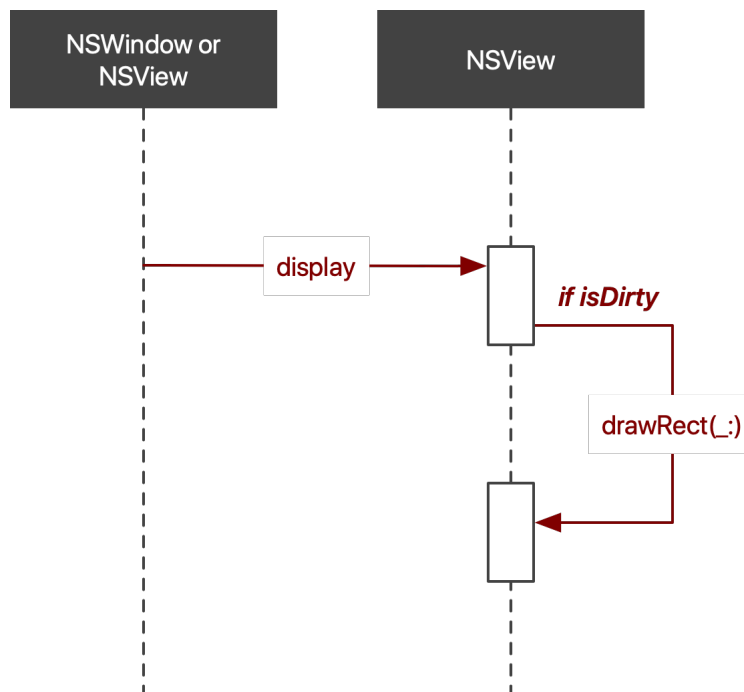 NSWindow or
NSView
NSView
display
if isDirty
drawRect(_:)